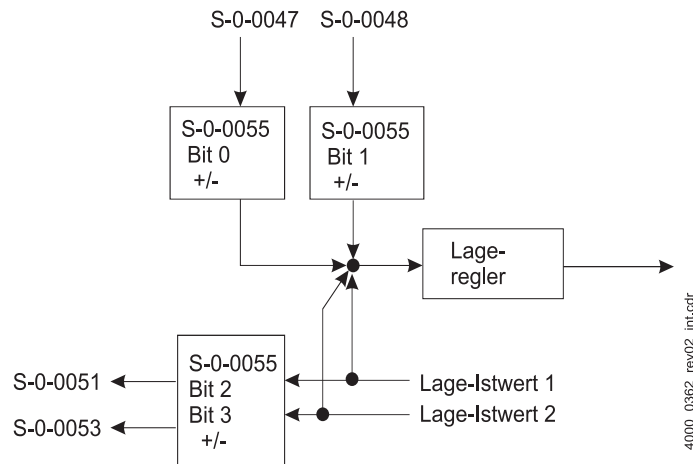 S-0-0047
S-0-0048
S-0-0055
Bit 0
+/-
S-0-0055
Bit 1
+/-
Lage-
regler
S-0-0051
S-0-0053
S-0-0055
Bit 2
Bit 3
+/-
Lage-Istwert 1
Lage-Istwert 2
4000_0362_rev02_int.cdr